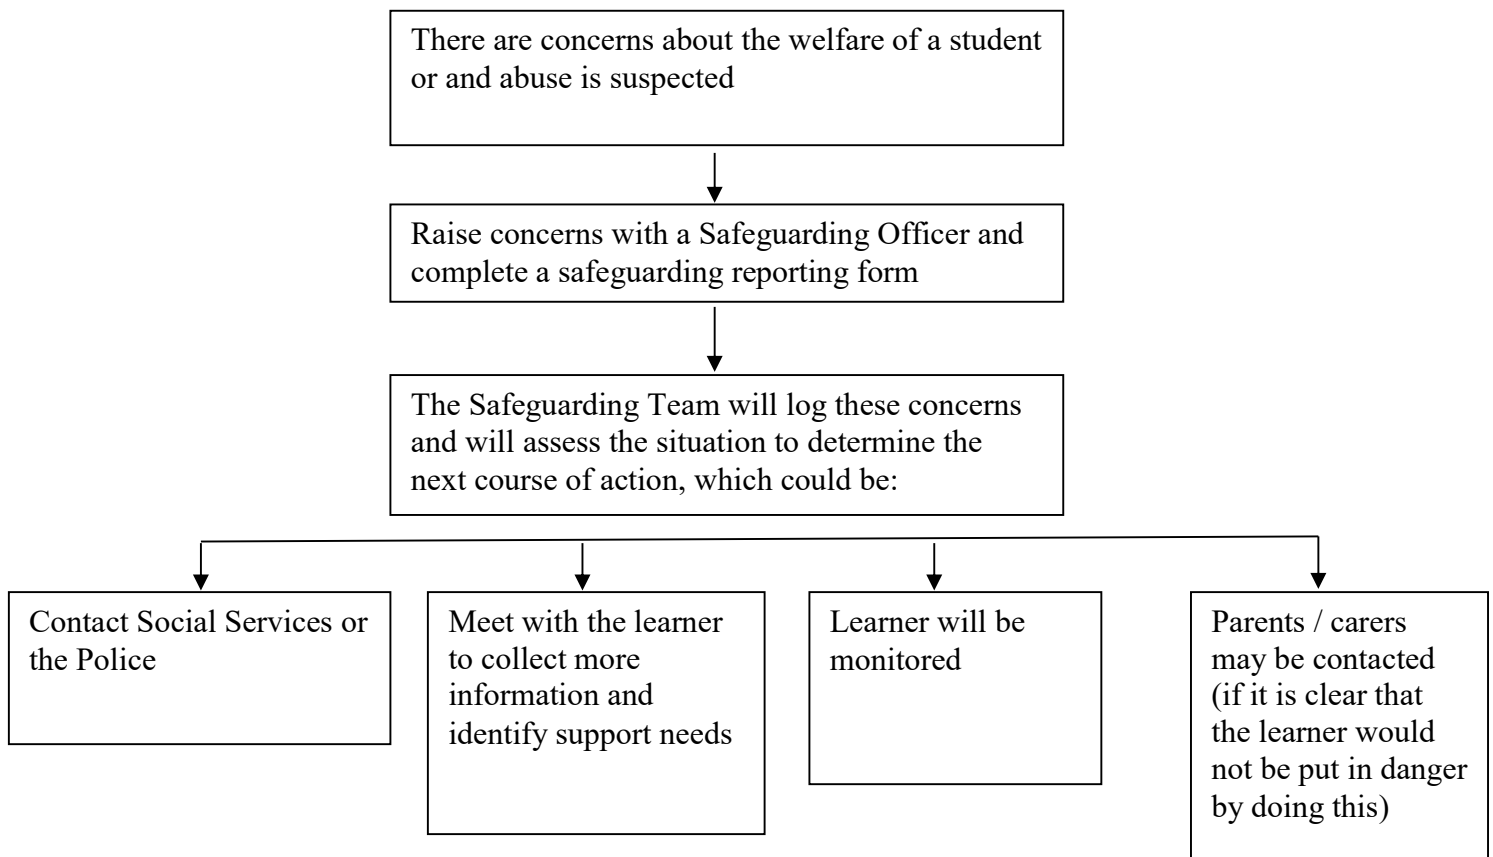 There are concerns about the welfare of a student
or and abuse is suspected
Raise concerns with a Safeguarding Officer and
complete a safeguarding reporting form
The Safeguarding Team will log these concerns
and will assess the situation to determine the
next course of action, which could be:
Contact Social Services or
the Police
Meet with the learner
to collect more
information and
identify support needs
Learner will be
monitored
Parents / carers
may be contacted
(if it is clear that
the learner would
not be put in danger
by doing this)